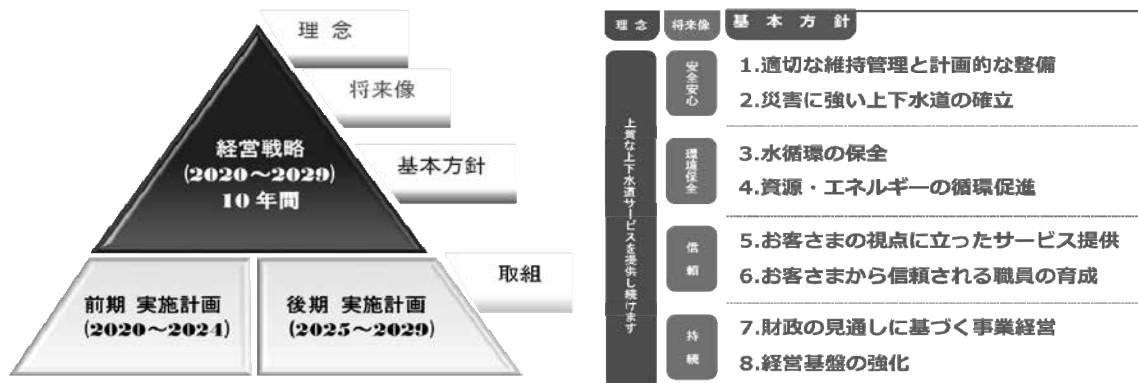 理 念
将来像
基本方針
取組
経営戦略
(2020～2029)
10 年間
前期 実施計画
(2020～2024)
後期 実施計画
(2025～2029)
理 念
将来像
基 本 方 針
上質な上下水道サービスを提供し続けます
安全安心
1.適切な維持管理と計画的な整備
2.災害に強い上下水道の確立
環境保全
3.水循環の保全
4.資源・エネルギーの循環促進
信 頼
5.お客さまの視点に立ったサービス提供
6.お客さまから信頼される職員の育成
持 続
7.財政の見通しに基づく事業経営
8.経営基盤の強化